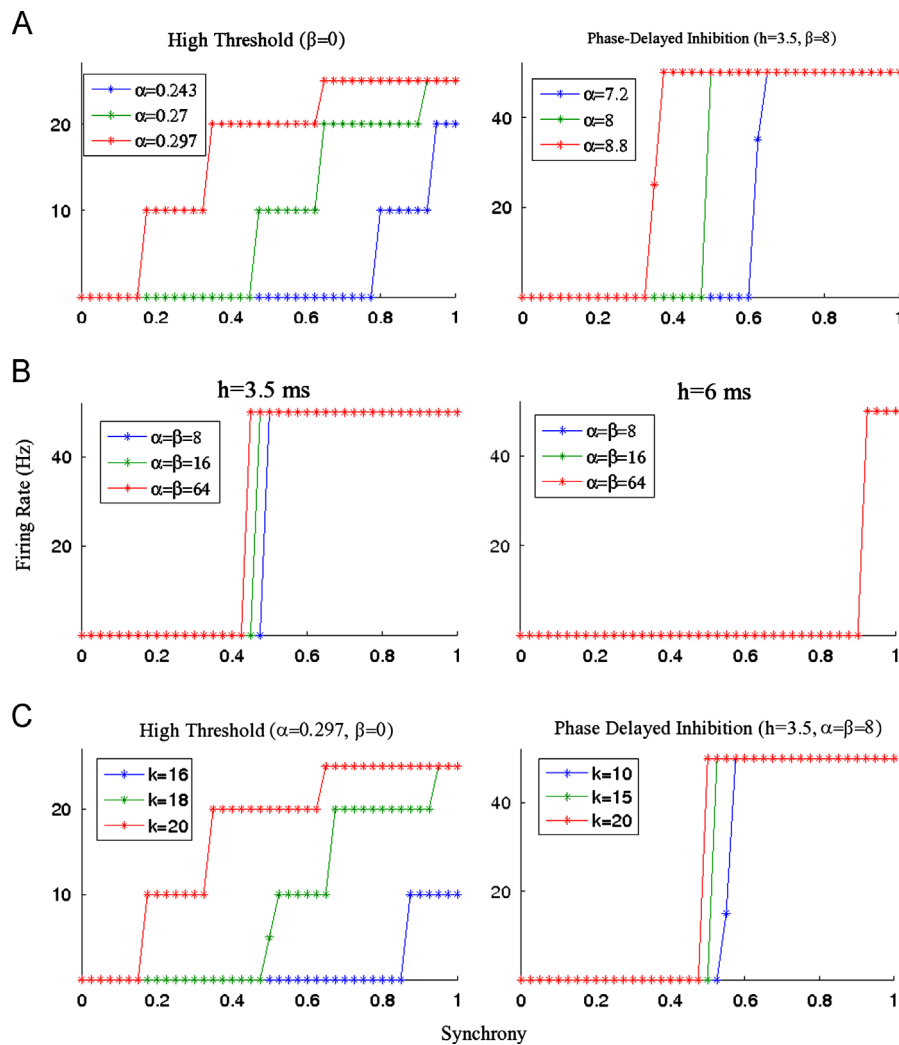 A
High Threshold (β=0)
α=0.243
α=0.27
α=0.297
20
10
0 0.2 0.4 0.6 0.8 1
Phase-Delayed Inhibition (h=3.5, β=8)
α=7.2
α=8
α=8.8
40
20
0 0.2 0.4 0.6 0.8 1
B
h=3.5 ms
α=β=8
α=β=16
α=β=64
40
20
0 0.2 0.4 0.6 0.8 1
h=6 ms
α=β=8
α=β=16
α=β=64
40
20
0 0.2 0.4 0.6 0.8 1
Firing Rate (Hz)
C
High Threshold (α=0.297, β=0)
k=16
k=18
k=20
20
10
0 0.2 0.4 0.6 0.8 1
Phase Delayed Inhibition (h=3.5, α=β=8)
k=10
k=15
k=20
40
20
0 0.2 0.4 0.6 0.8 1
Synchrony